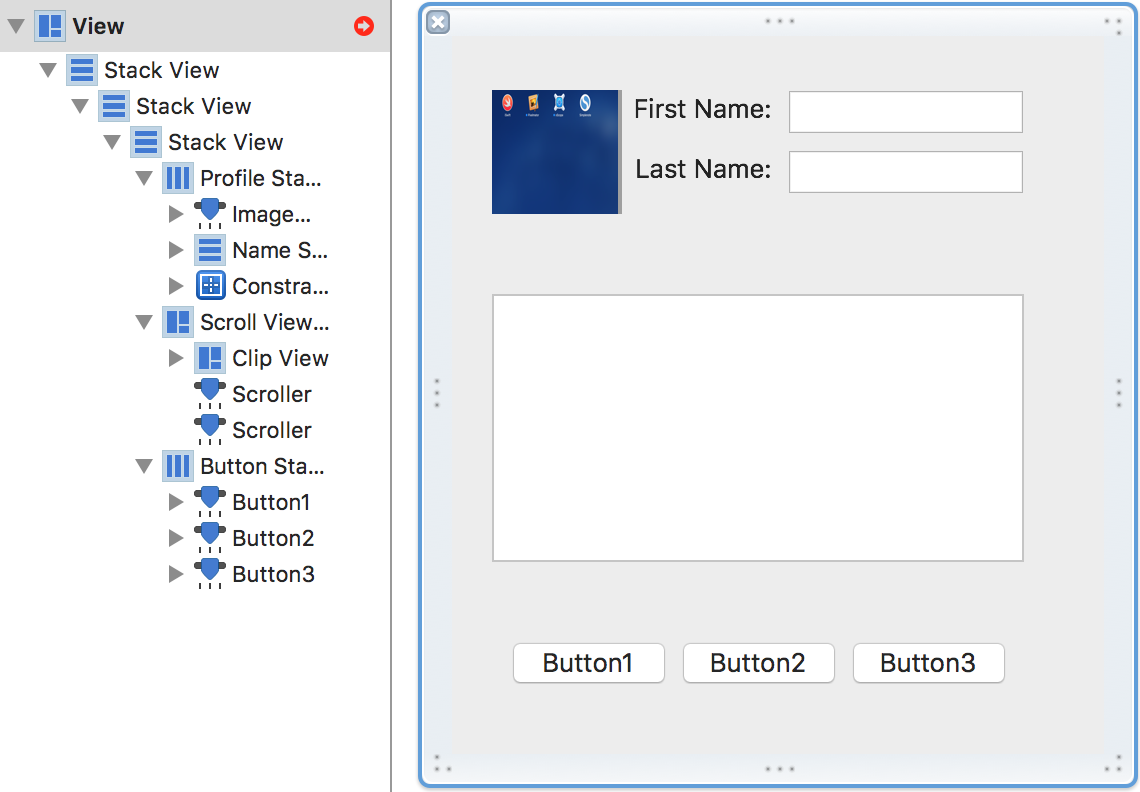 View
Stack View
Stack View
Stack View
Profile Sta...
Image...
Name S...
Constra...
Scroll View...
Clip View
Scroller
Scroller
Button Sta...
Button1
Button2
Button3
First Name:
Last Name:
Button1 Button2 Button3